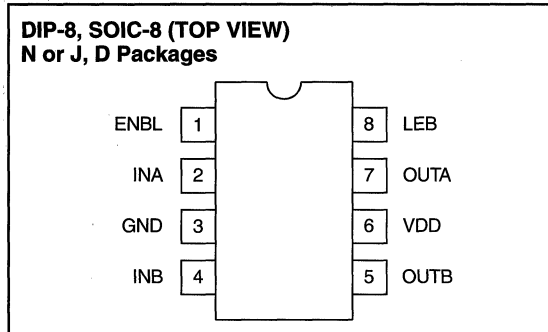 DIP-8, SOIC-8 (TOP VIEW)
N or J, D Packages
ENBL 1 8 LEB
INA 2 7 OUTA
GND 3 6 VDD
INB 4 5 OUTB